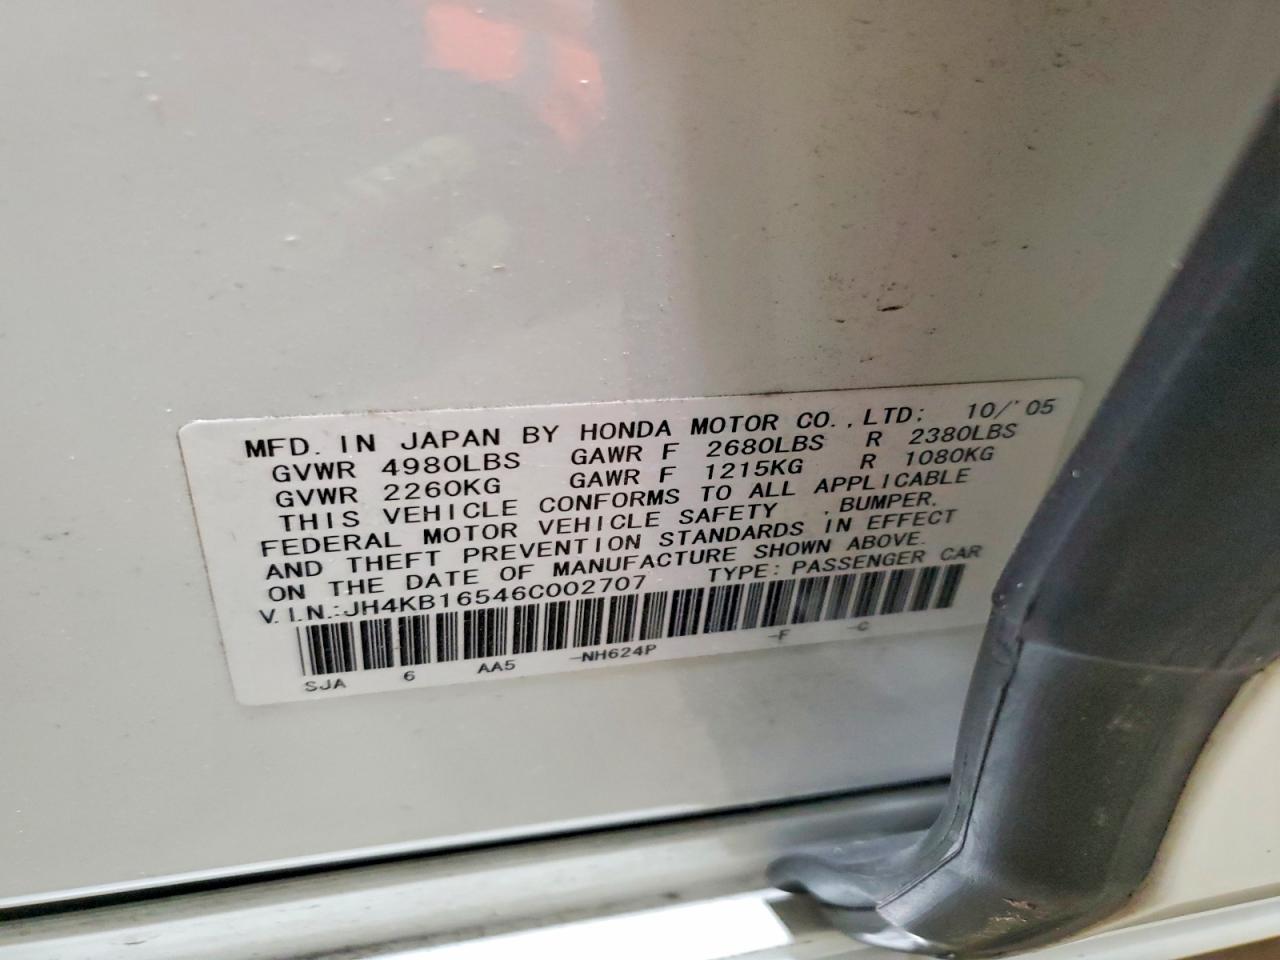 MFD. IN JAPAN BY HONDA MOTOR CO.,LTD: 10/'05
GVWR 4980LBS GAWR F 2680LBS R 2380LBS
GVWR 2260KG GAWR F 1215KG R 1080KG
THIS VEHICLE CONFORMS TO ALL APPLICABLE
FEDERAL MOTOR VEHICLE SAFETY , BUMPER,
AND THEFT PREVENTION STANDARDS IN EFFECT
ON THE DATE OF MANUFACTURE SHOWN ABOVE.
V.I.N.:JH4KB16546C002707 TYPE: PASSENGER CAR
SJA 6 AA5 -NH624P -F -C